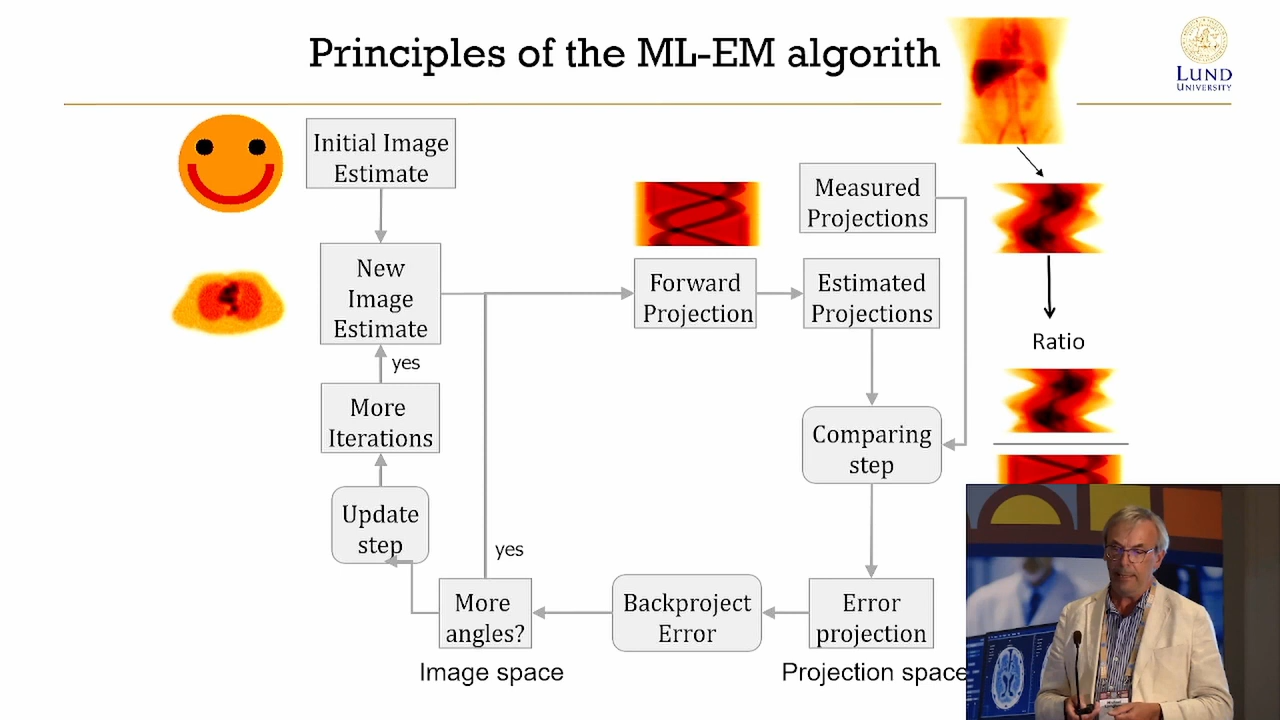 Principles of the ML-EM algorith
LUND
UNIVERSITY
Initial Image
Estimate
New
Image
Estimate
yes
More
Iterations
Update
step
Forward
Projection
Measured
Projections
Estimated
Projections
Comparing
step
Ratio
yes
More
angles?
Backproject
Error
Error
projection
Image space
Projection space